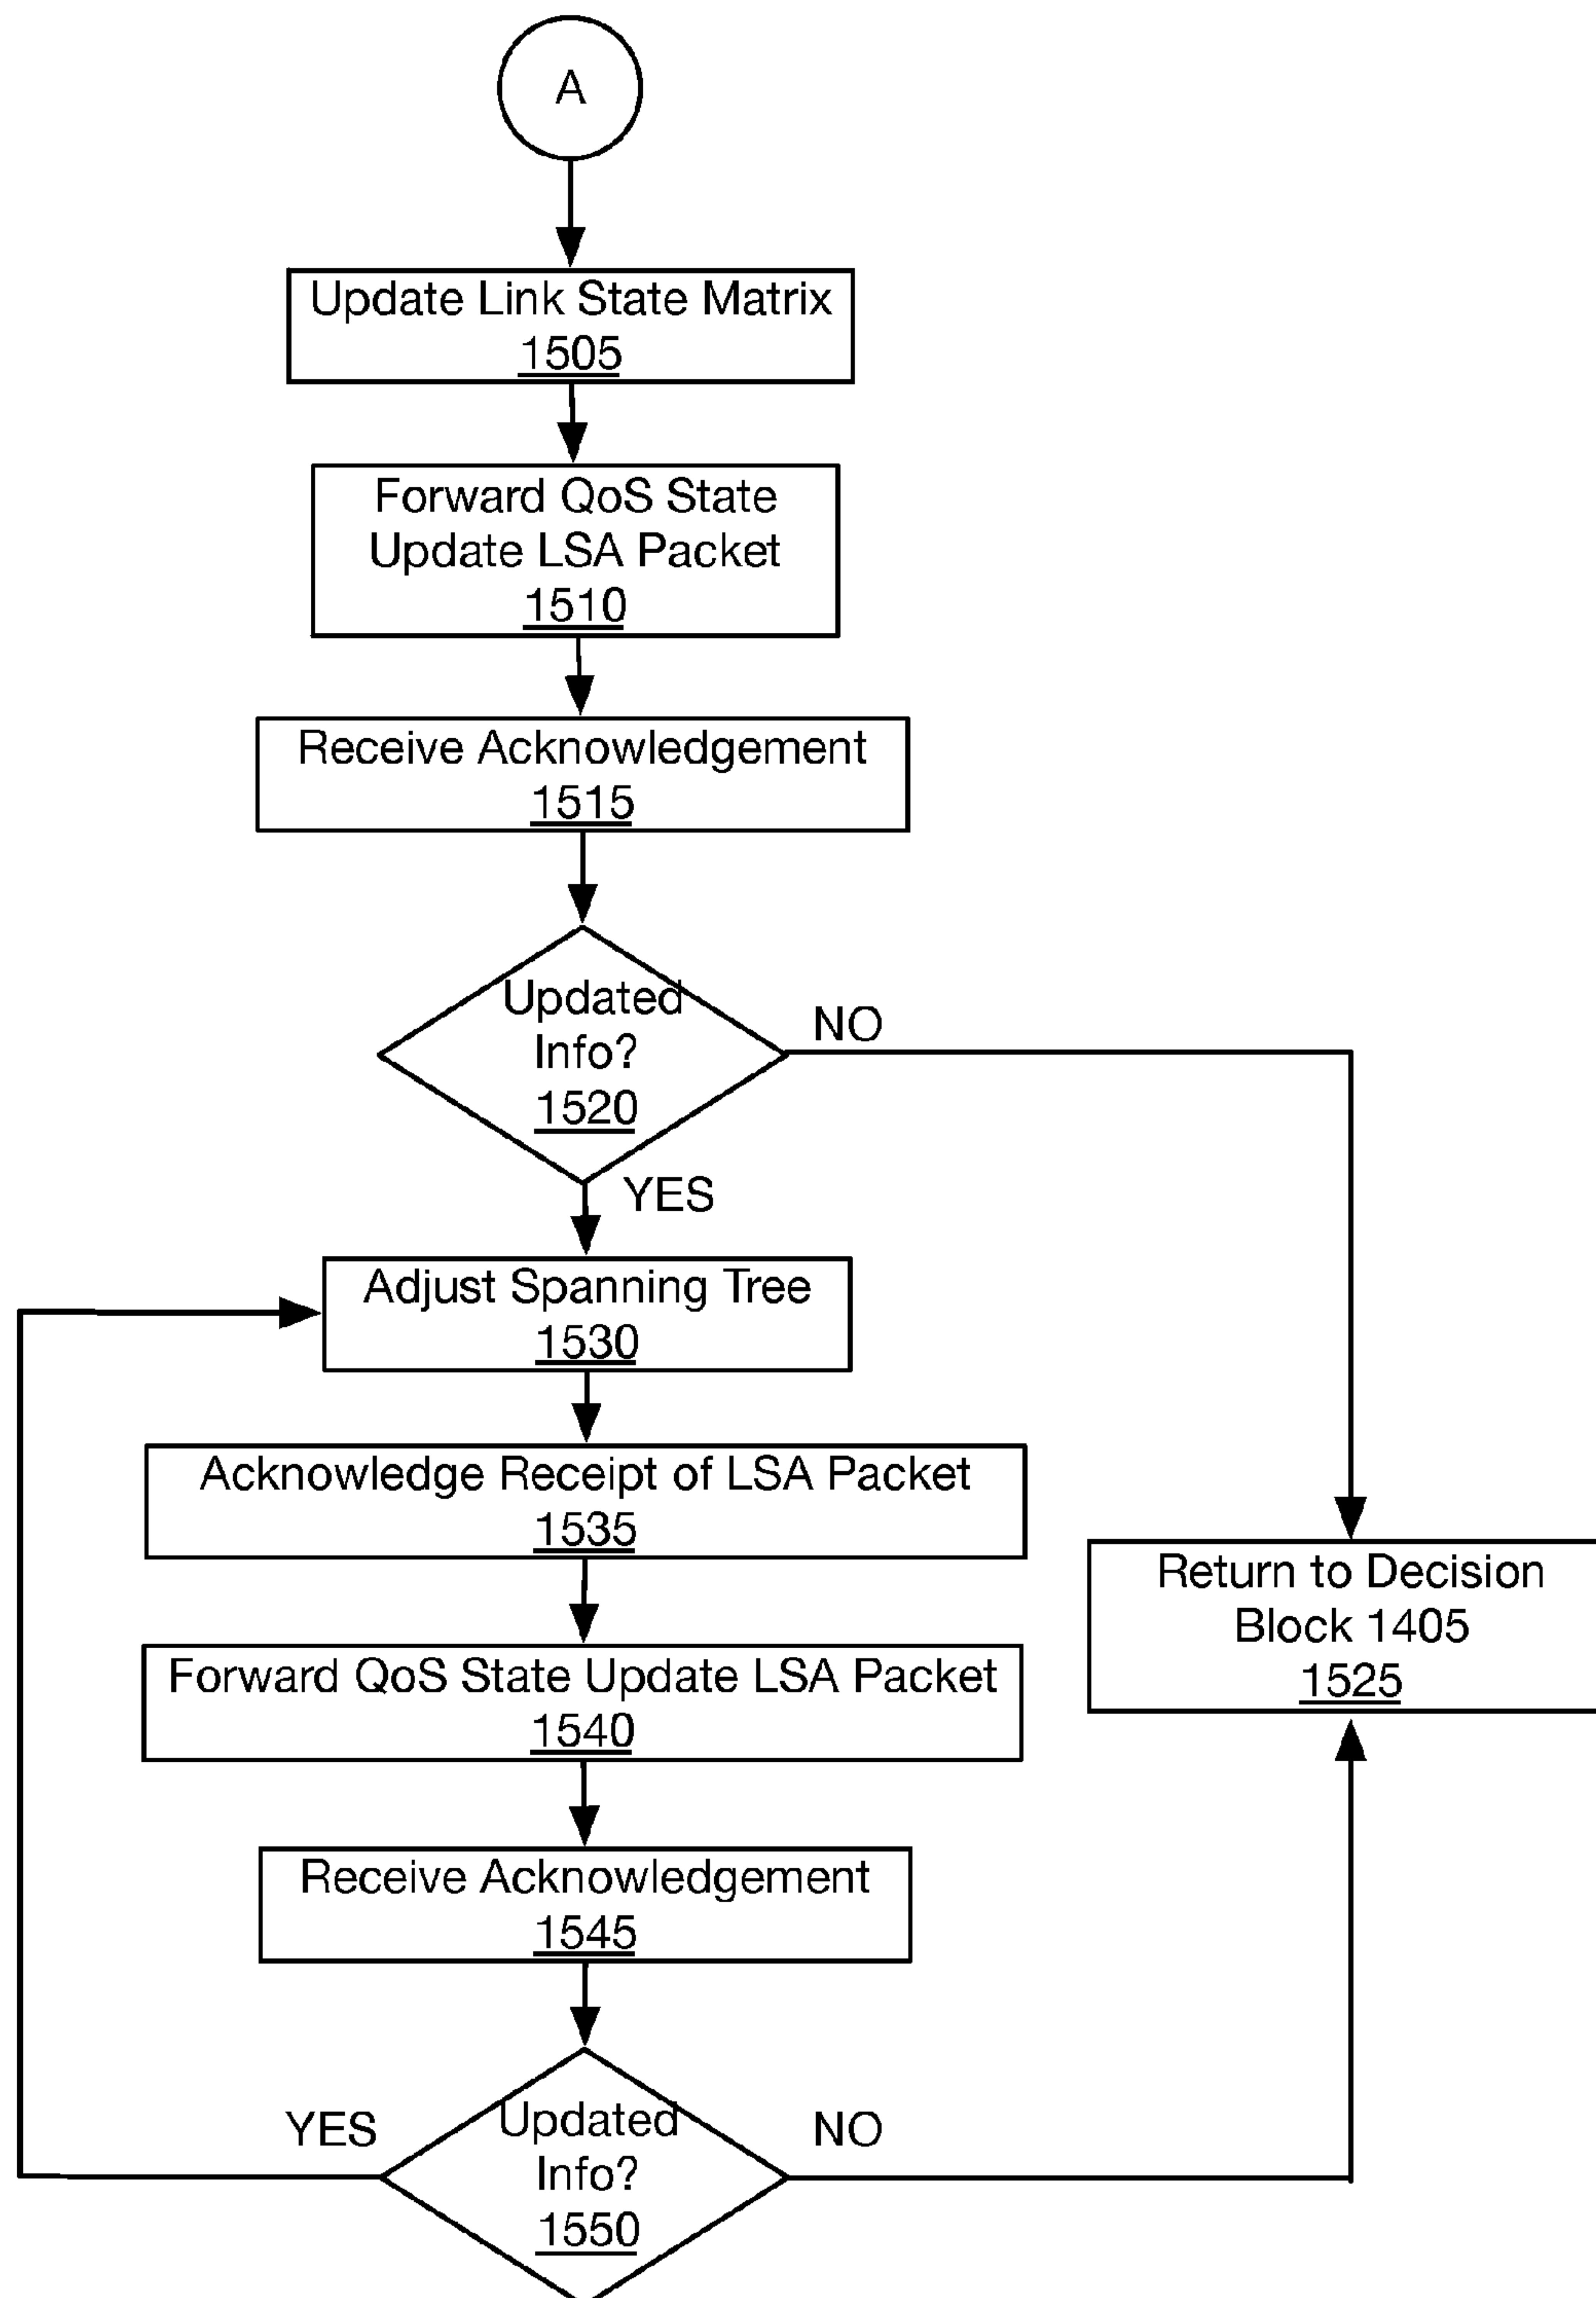 A
Update Link State Matrix
1505
Forward QoS State
Update LSA Packet
1510
Receive Acknowledgement
1515
Updated
Info?
1520
NO
YES
Adjust Spanning Tree
1530
Acknowledge Receipt of LSA Packet
1535
Return to Decision
Block 1405
1525
Forward QoS State Update LSA Packet
1540
Receive Acknowledgement
1545
YES
Updated
Info?
1550
NO